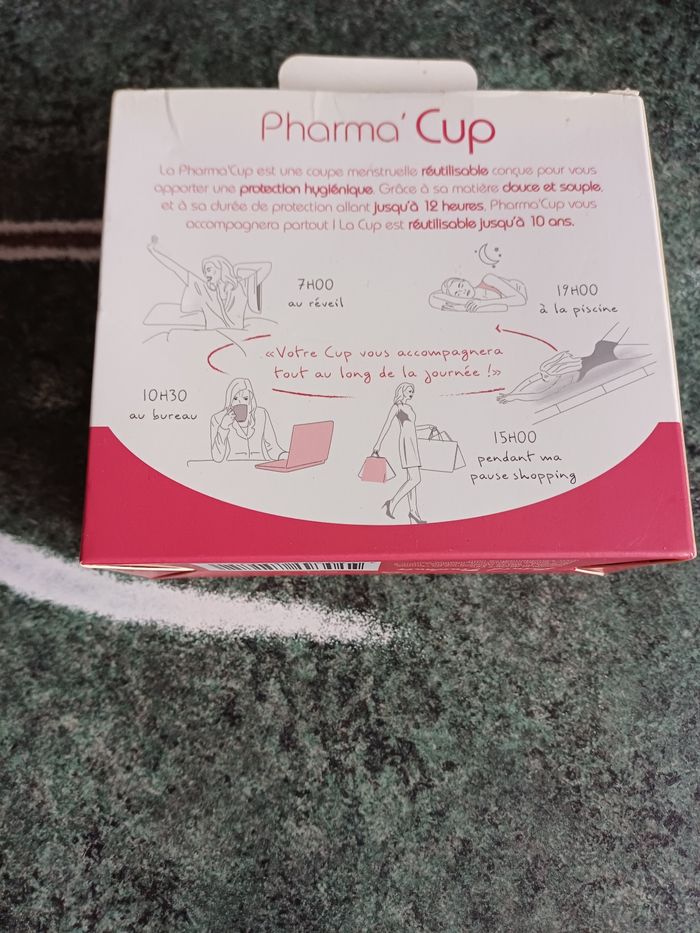 Pharma' Cup
La Pharma'Cup est une coupe menstruelle réutilisable conçue pour vous
apporter une protection hygiénique. Grâce à sa matière douce et souple,
et à sa durée de protection allant jusqu'à 12 heures, Pharma'Cup vous
accompagnera partout ! La Cup est réutilisable jusqu'à 10 ans.
7H00
au réveil
19H00
à la piscine
«Votre Cup vous accompagnera
tout au long de la journée !»
10H30
au bureau
15H00
pendant ma
pause shopping